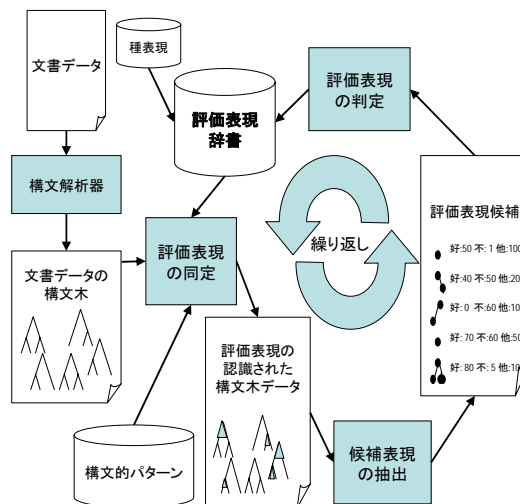 文書データ
種表現
評価表現
辞書
評価表現
の判定
構文解析器
文書データの
構文木
評価表現
の同定
繰り返し
評価表現候補
好:50 不: 1 他:100
好:40 不:50 他:20
好: 0 不:60 他:10
好: 70 不:60 他:50
好: 80 不: 5 他:10
評価表現の
認識された
構文木データ
構文的パターン
候補表現
の抽出